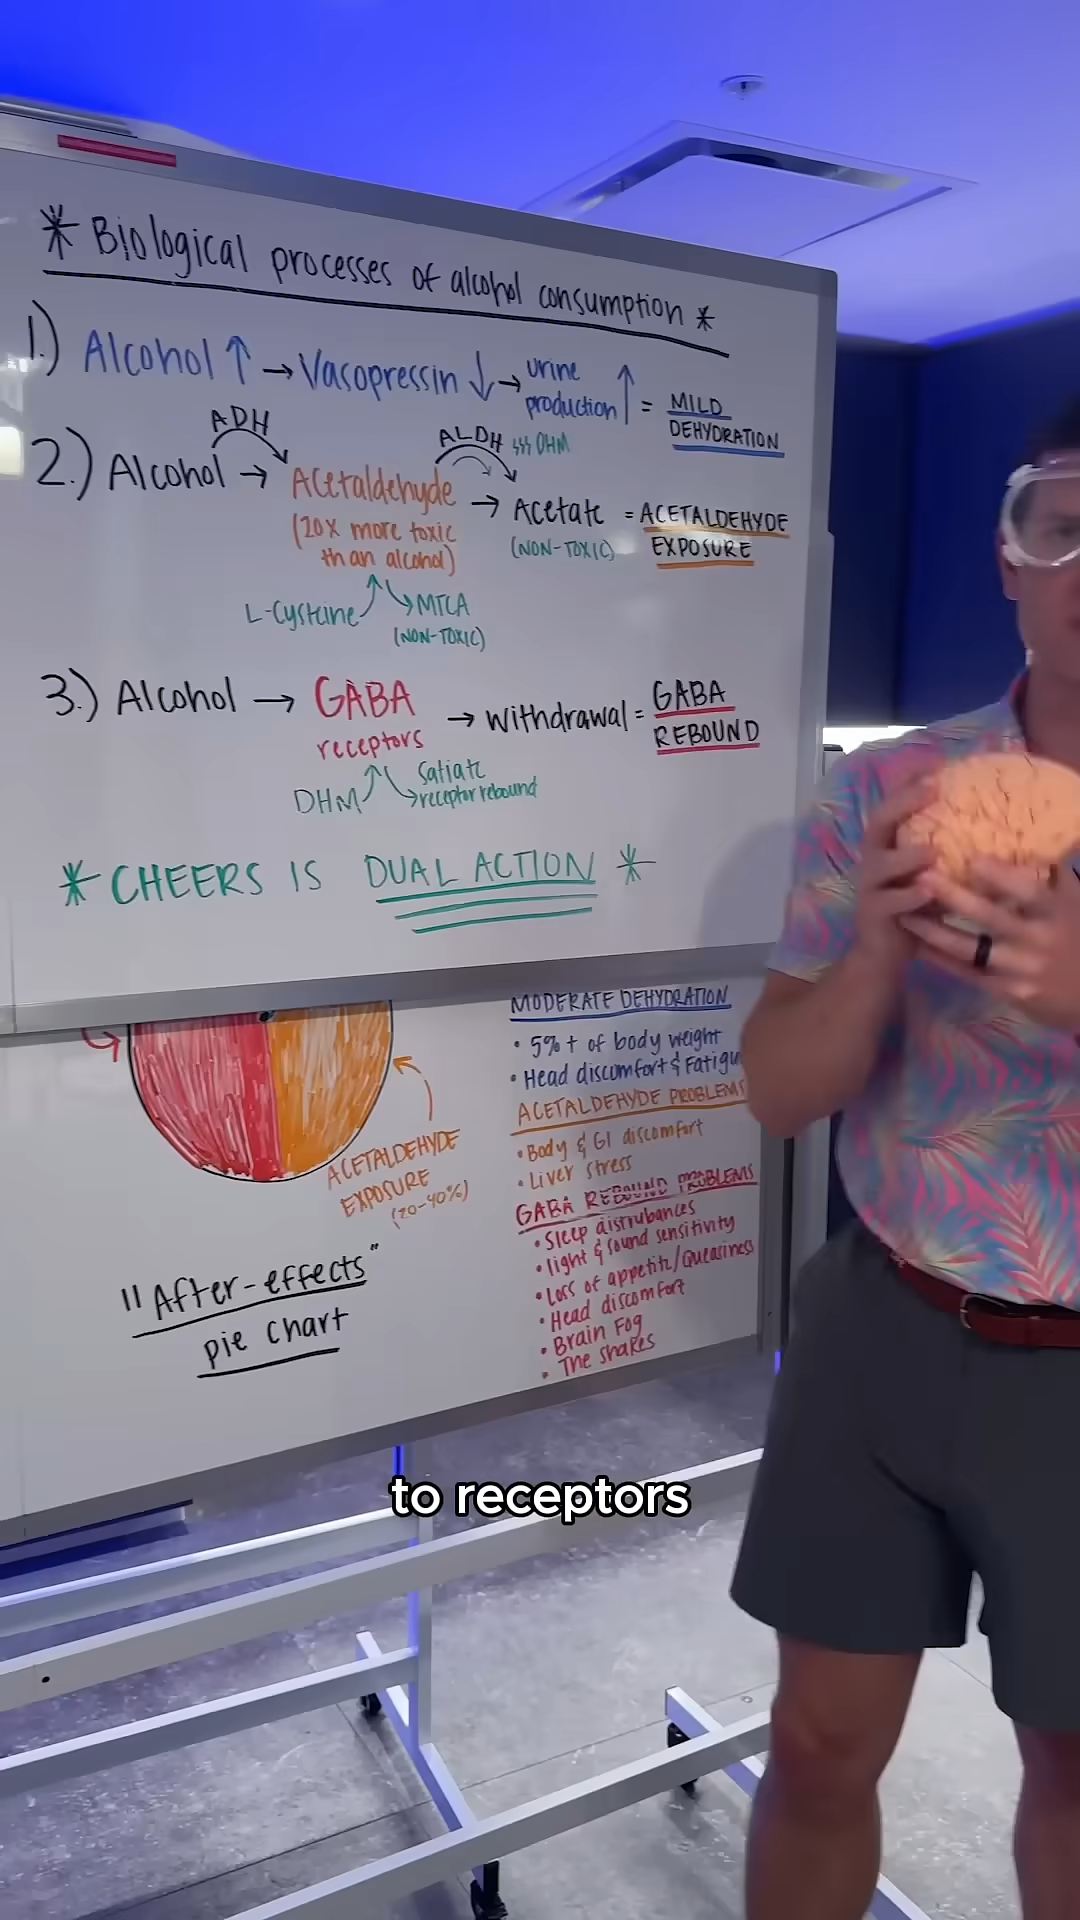 * Biological processes of alcohol consumption *
1.) Alcohol ↑ → Vasopressin ↓ → urine production ↑ = MILD DEHYDRATION
ADH
ALDH DHM
2.) Alcohol → Acetaldehyde → Acetate = ACETALDEHYDE EXPOSURE
(20x more toxic than alcohol)
(NON-TOXIC)
L-Cysteine
MTCA
(NON-TOXIC)
3.) Alcohol → GABA receptors → withdrawal = GABA REBOUND
DHM
Satiate
receptor rebound
* CHEERS IS DUAL ACTION *
MODERATE DEHYDRATION
• 5%+ of body weight
• Head discomfort & Fatigu
ACETALDEHYDE PROBLEMS
• Body & GI discomfort
• Liver stress
GABA REBOUND PROBLEMS
• Sleep distrubances
• light & sound sensitivity
• Loss of appetite/Queasiness
• Head discomfort
• Brain Fog
• The shakes
ACETALDEHYDE
EXPOSURE
(20-40%)
"After-effects"
pie chart
to receptors